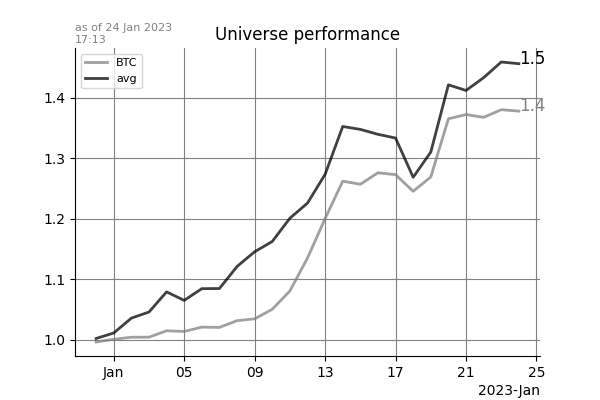 as of 24 Jan 2023
17:13
Universe performance
BTC
avg
1.5
1.4
1.4
1.3
1.2
1.1
1.0
Jan 05 09 13 17 21 25
2023-Jan